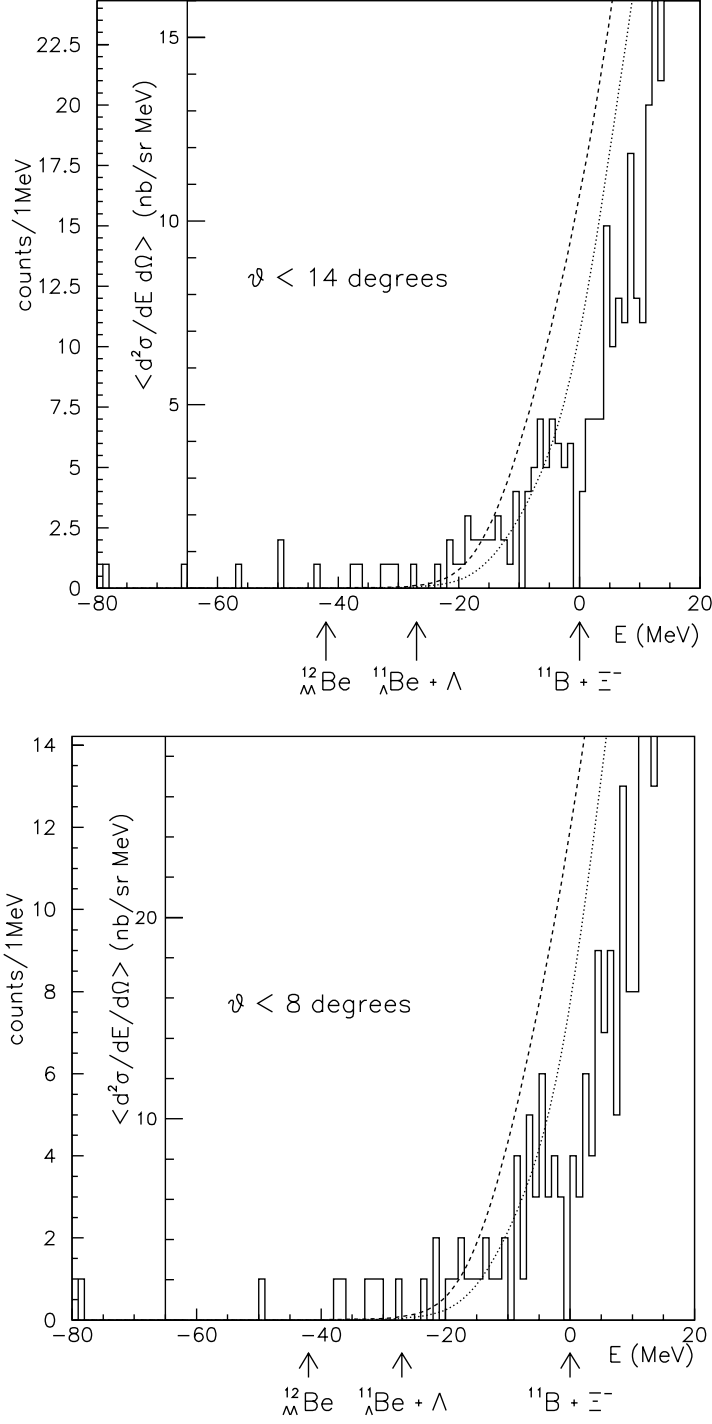 22.5
20
17.5
15
12.5
10
7.5
5
2.5
0
counts/1MeV
15
10
5
<d²σ/dE dΩ> (nb/sr MeV)
ϑ < 14 degrees
−80 −60 −40 −20 0 20
E (MeV)
¹²ΛΛBe ¹¹ΛBe + Λ ¹¹B + Ξ⁻
14
12
10
8
6
4
2
0
counts/1MeV
20
10
<d²σ/dE/dΩ> (nb/sr MeV)
ϑ < 8 degrees
−80 −60 −40 −20 0 20
E (MeV)
¹²ΛΛBe ¹¹ΛBe + Λ ¹¹B + Ξ⁻